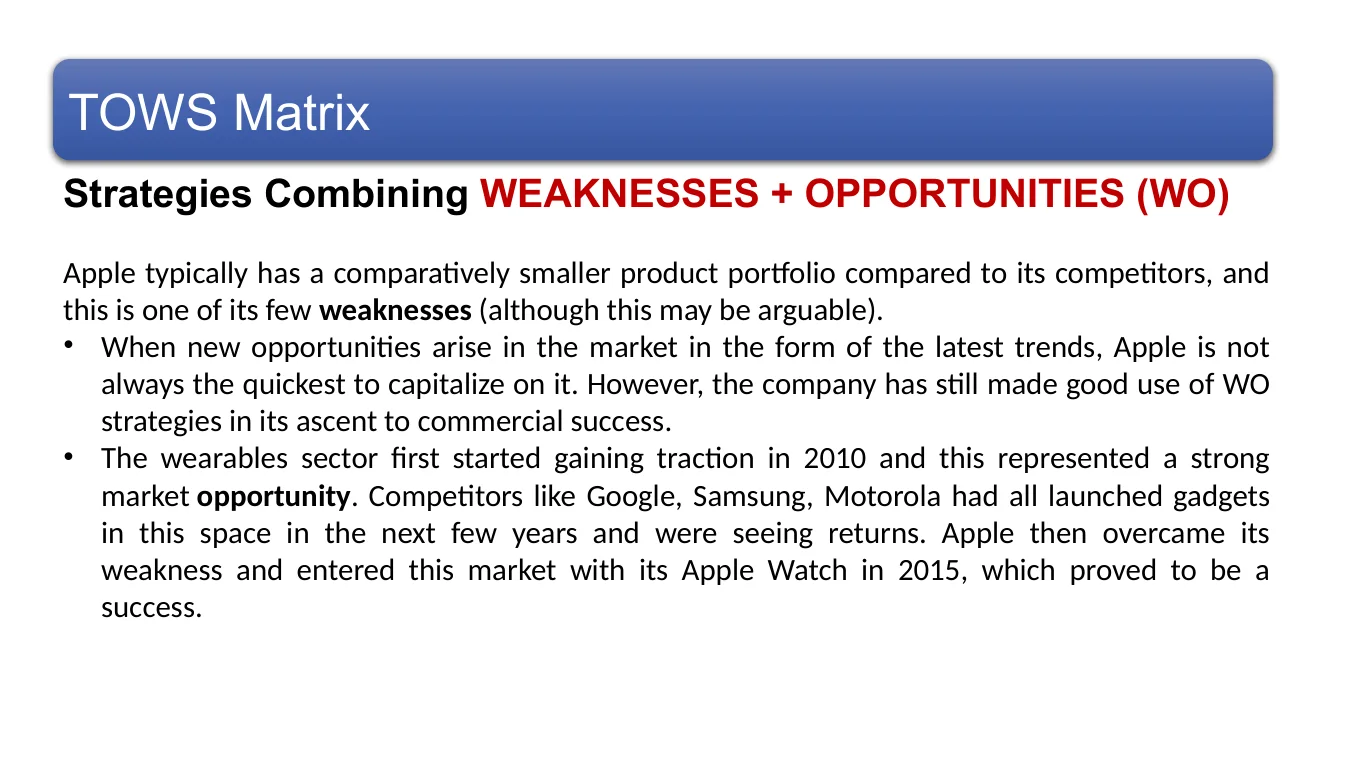 TOWS Matrix
Strategies Combining WEAKNESSES + OPPORTUNITIES (WO)
Apple typically has a comparatively smaller product portfolio compared to its competitors, and
this is one of its few weaknesses (although this may be arguable).
• When new opportunities arise in the market in the form of the latest trends, Apple is not
always the quickest to capitalize on it. However, the company has still made good use of WO
strategies in its ascent to commercial success.
• The wearables sector first started gaining traction in 2010 and this represented a strong
market opportunity. Competitors like Google, Samsung, Motorola had all launched gadgets
in this space in the next few years and were seeing returns. Apple then overcame its
weakness and entered this market with its Apple Watch in 2015, which proved to be a
success.